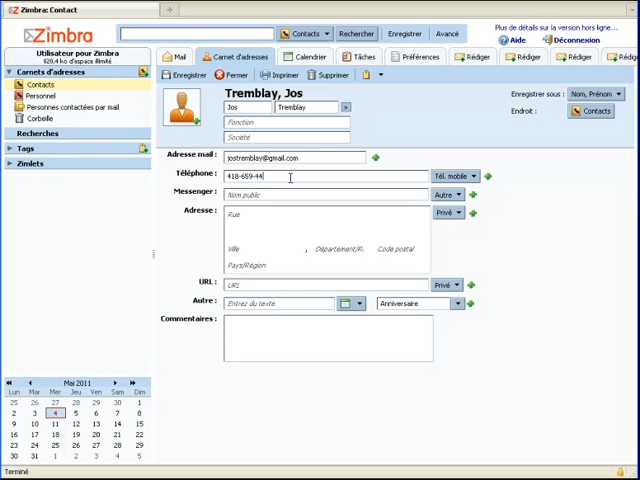 Zimbra: Contact
Plus de détails sur la version hors ligne...
Zimbra
Contacts
Rechercher
Enregistrer
Avancé
Aide
Déconnexion
Utilisateur pour Zimbra
820,4 ko d'espace illimité
Mail
Carnet d'adresses
Calendrier
Tâches
Préférences
Rédiger
Rédiger
Rédiger
Carnets d'adresses
Contacts
Personnel
Personnes contactées par mail
Corbeille
Recherches
Tags
Zimlets
Enregistrer
Fermer
Imprimer
Supprimer
Tremblay, Jos
Enregistrer sous :
Nom, Prénom
Jos
Tremblay
Fonction
Endroit :
Contacts
Société
Adresse mail :
jostremblay@gmail.com
Téléphone :
418-659-44
Tél. mobile
Messenger :
Nom public
Autre
Adresse :
Rue
Privé
Ville
,
Département/R
Code postal
Pays/Région
URL :
URL
Privé
Autre :
Entrez du texte
Anniversaire
Commentaires :
Mai 2011
Lun Mar Mer Jeu Ven Sam Dim
25 26 27 28 29 30 1
2 3 4 5 6 7 8
9 10 11 12 13 14 15
16 17 18 19 20 21 22
23 24 25 26 27 28 29
30 31 1 2 3 4 5
Terminé